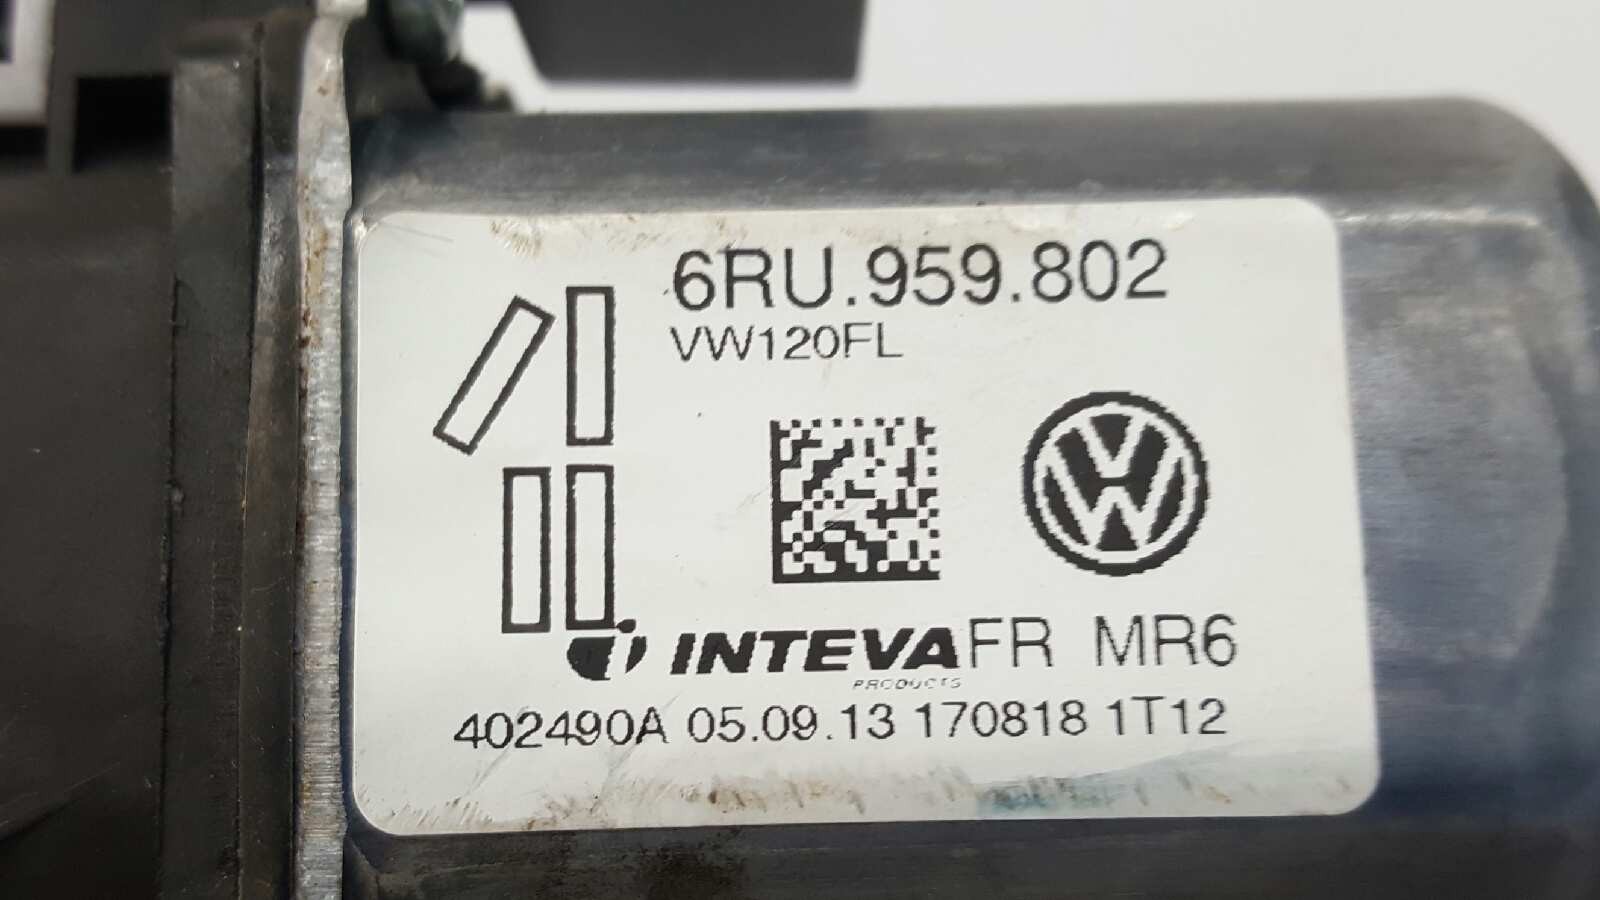 6RU.959.802
VW120FL
INTEVA FR MR6
PRODUCTS
402490A 05.09.13 170818 1T12